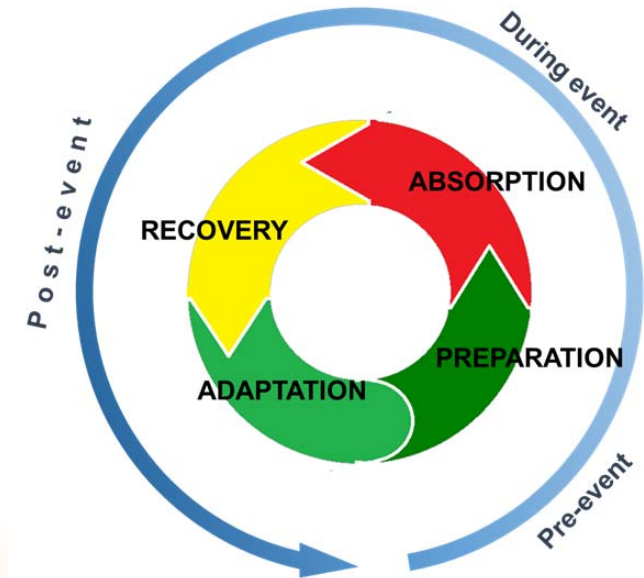 During event
ABSORPTION
Post-event
RECOVERY
PREPARATION
ADAPTATION
Pre-event